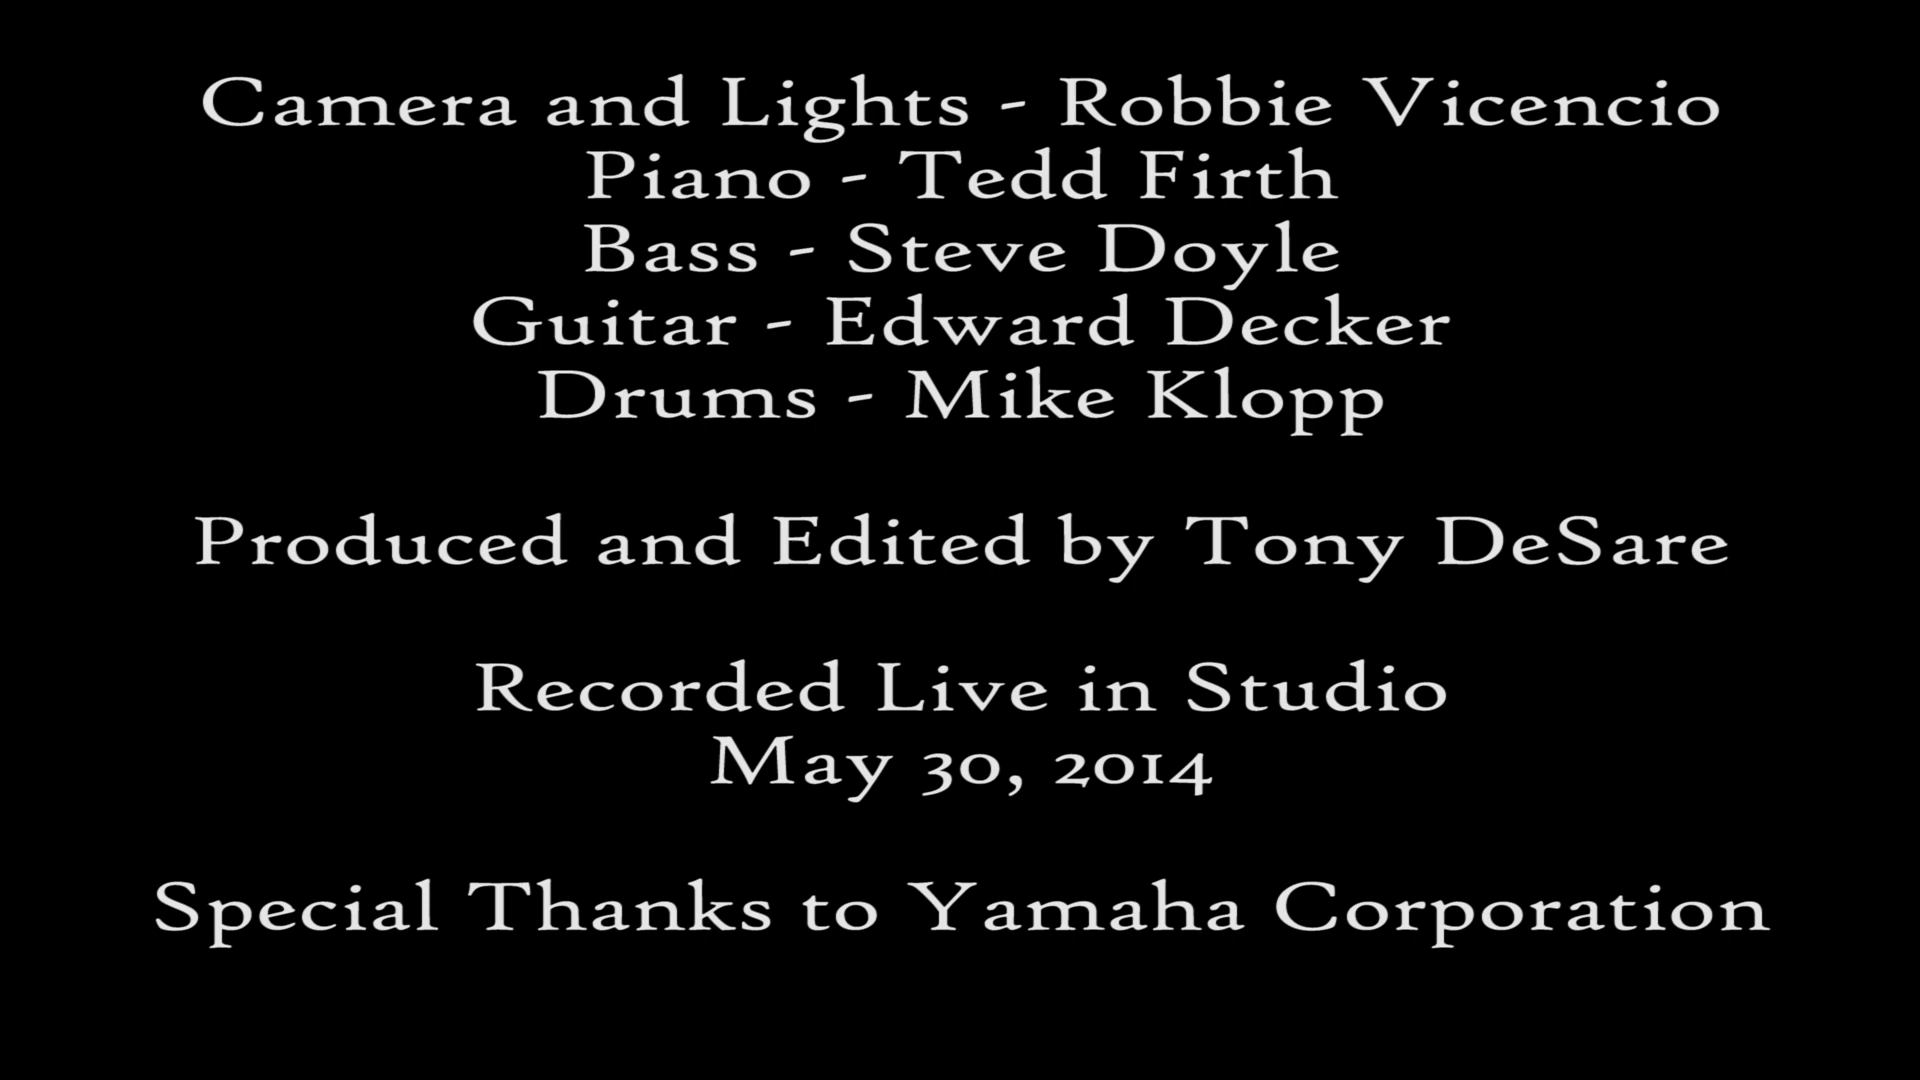 Camera and Lights - Robbie Vicencio
Piano - Tedd Firth
Bass - Steve Doyle
Guitar - Edward Decker
Drums - Mike Klopp
Produced and Edited by Tony DeSare
Recorded Live in Studio
May 30, 2014
Special Thanks to Yamaha Corporation